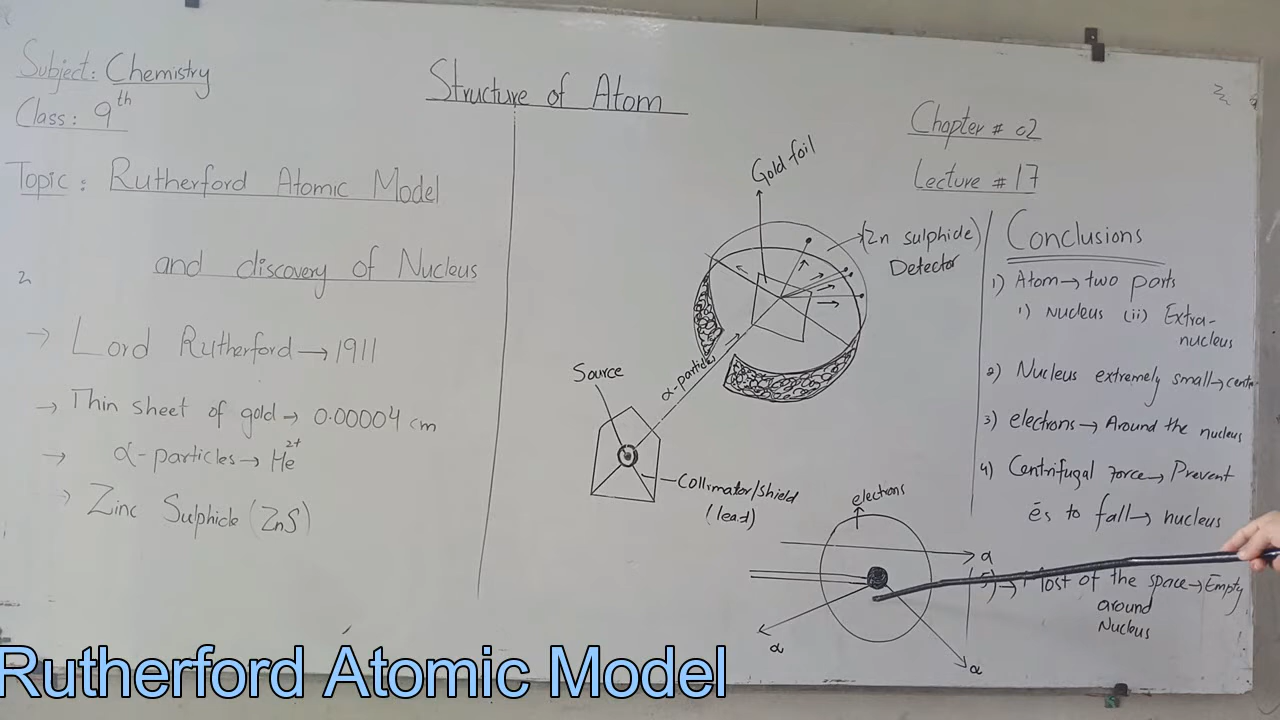 Subject: Chemistry
Class: 9th
Structure of Atom
Chapter # 02
Lecture # 17
Topic: Rutherford Atomic Model
and discovery of Nucleus
→ Lord Rutherford → 1911
→ Thin sheet of gold → 0.00004 cm
→ α-particles → He2+
→ Zinc Sulphide (ZnS)
Gold foil
(Zn sulphide)
Detector
α-particles
Source
Collimator/shield
(lead)
electrons
α
α
α
Conclusions
1) Atom → two parts
i) Nucleus (ii) Extra-
nucleus
2) Nucleus extremely small →
3) electrons → Around the nucleus
4) Centrifugal Force → Prevent
ēs to fall → nucleus
5) → Most of the space → Empty
around
Nucleus
Rutherford Atomic Model